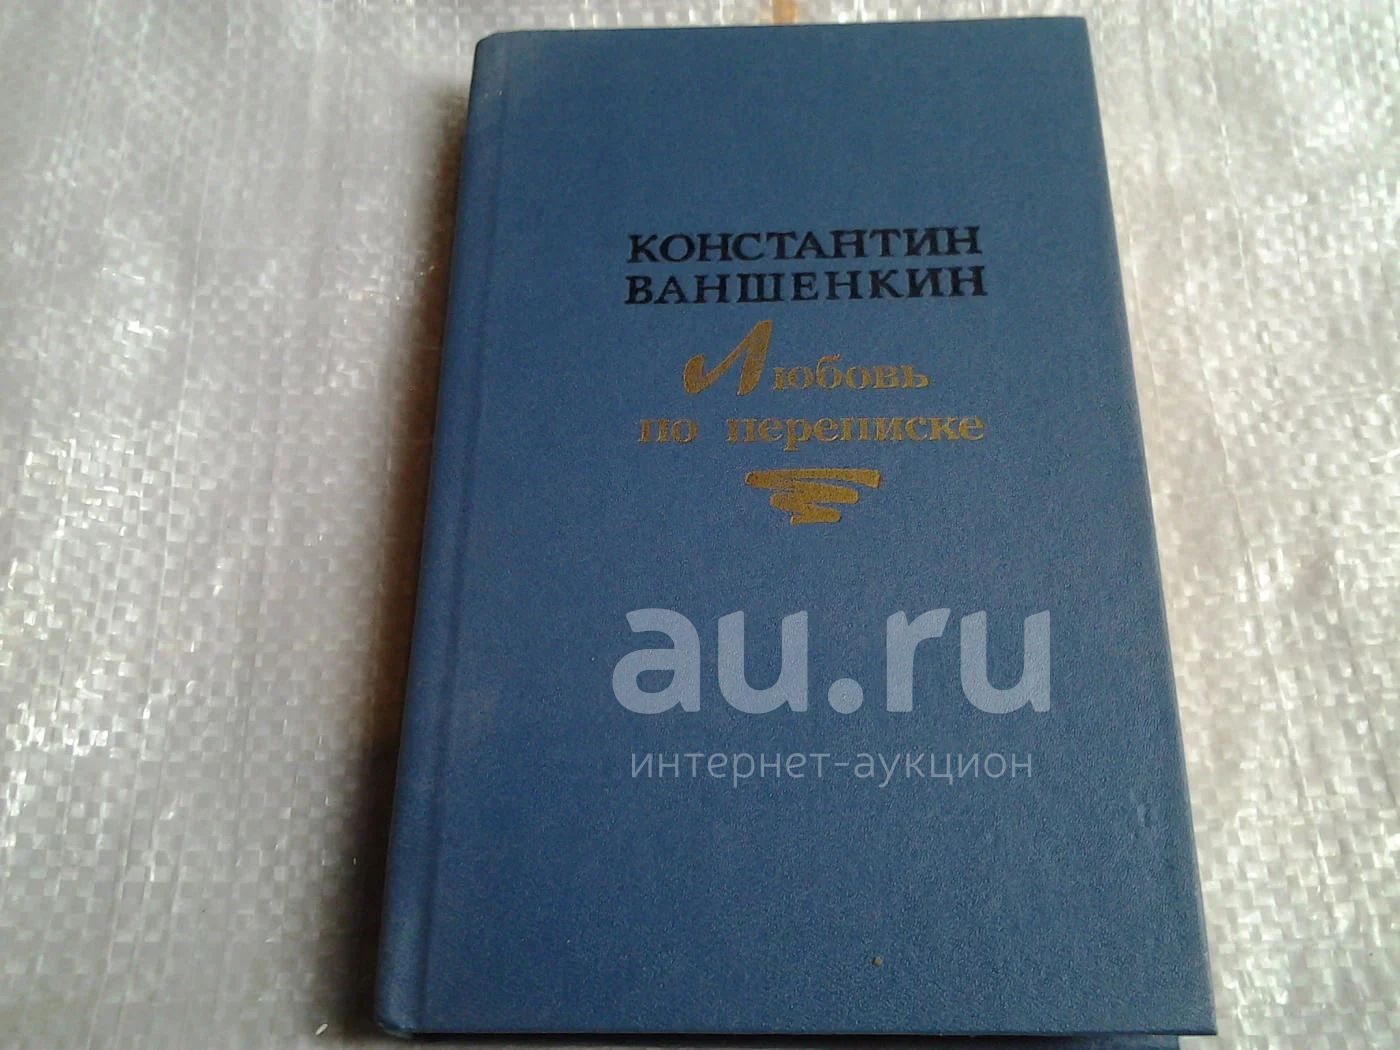 КОНСТАНТИН
ВАНШЕНКИН
Любовь
по переписке
au.ru
интернет-аукцион